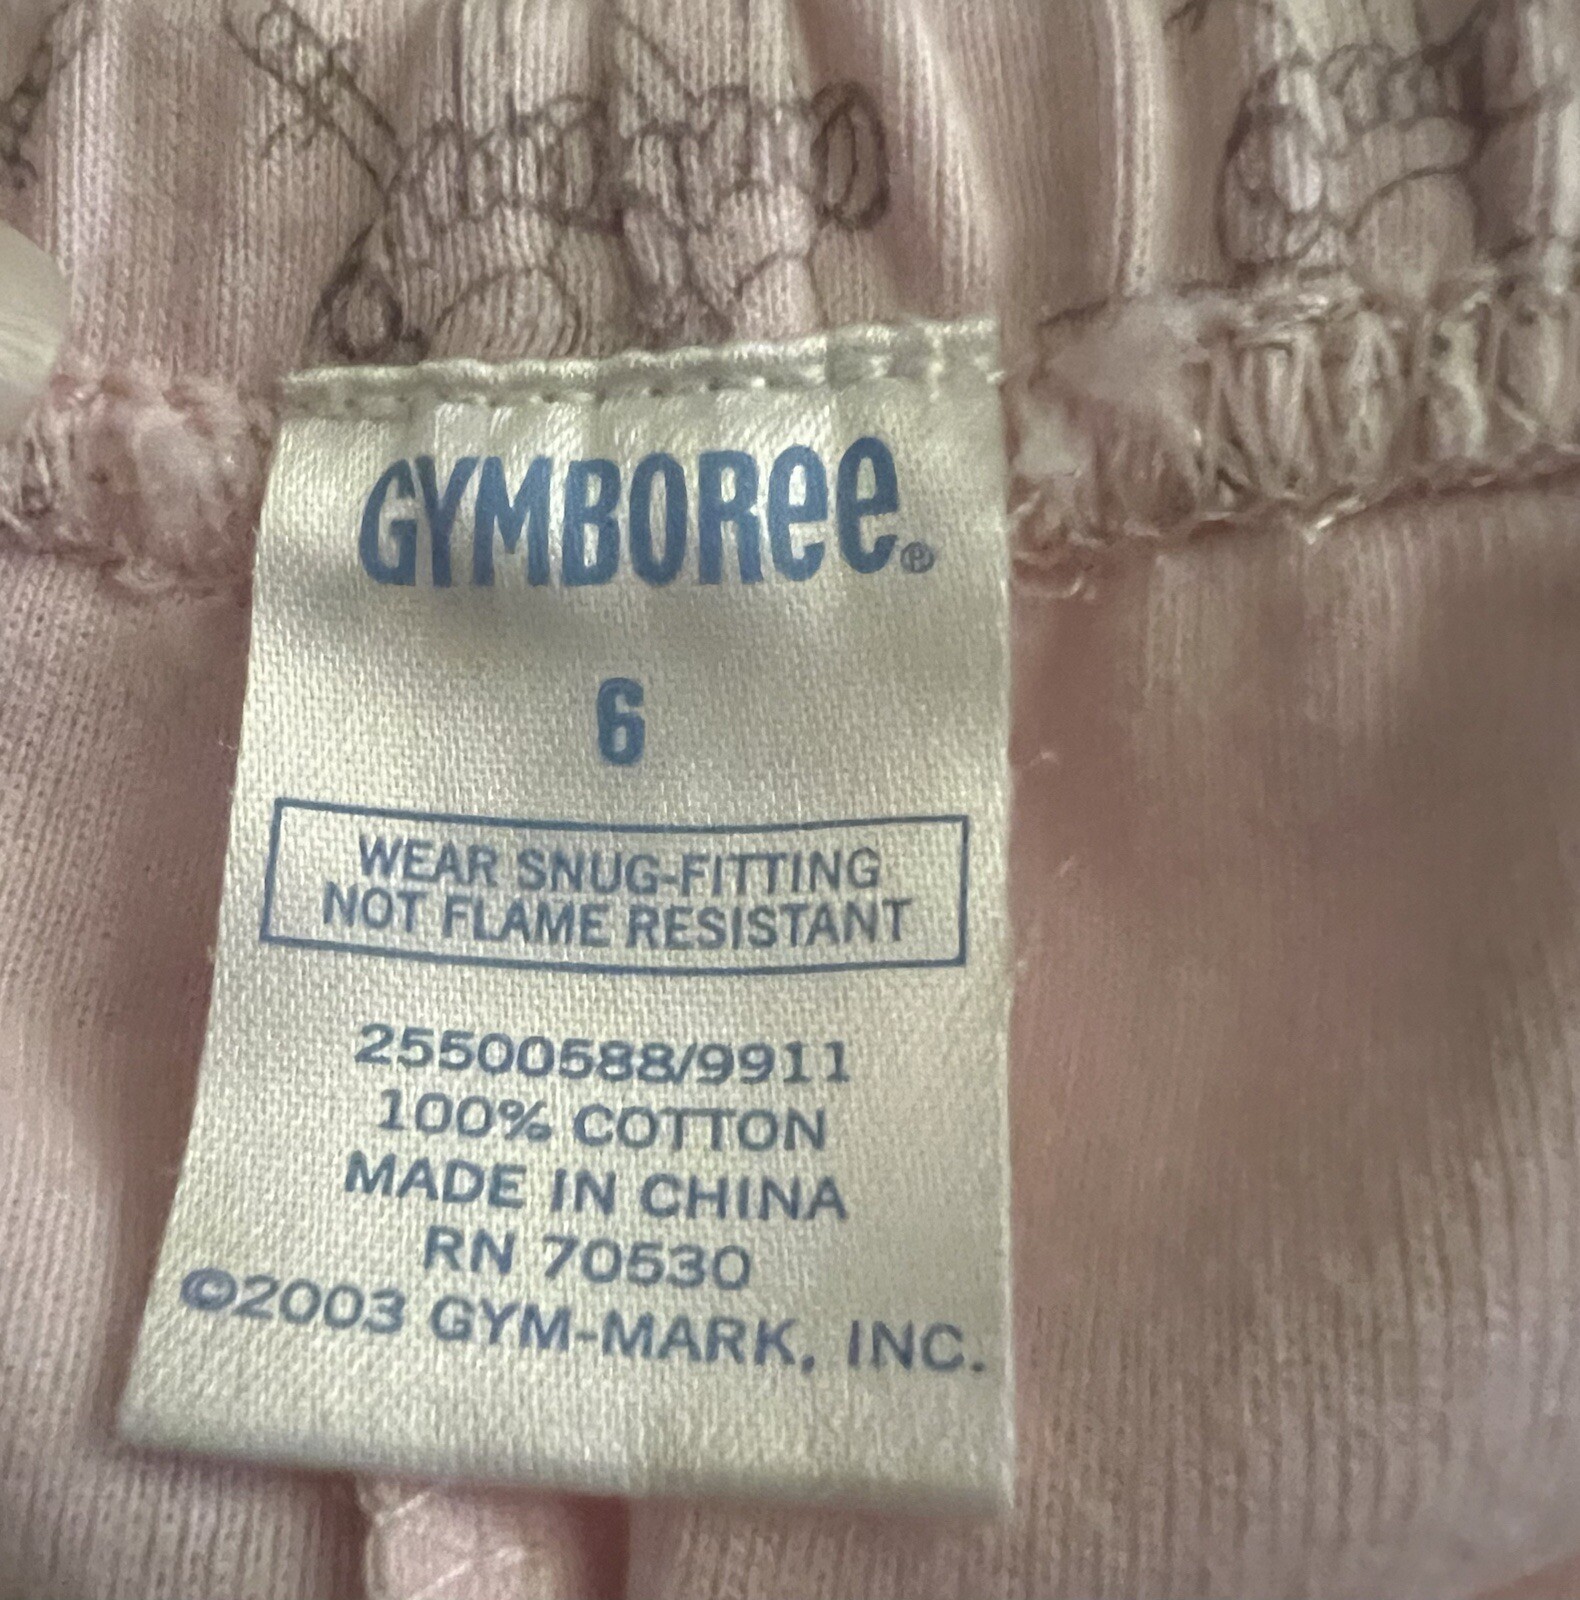 GYMBOREE®
6
WEAR SNUG-FITTING
NOT FLAME RESISTANT
25500588/9911
100% COTTON
MADE IN CHINA
RN 70530
©2003 GYM-MARK, INC.